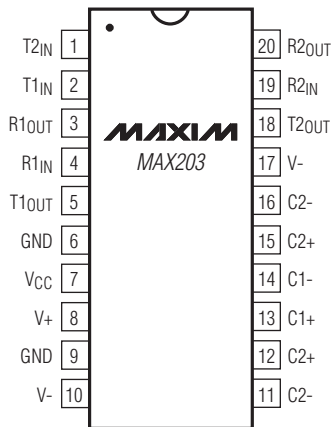 T2IN 1
T1IN 2
R1OUT 3
R1IN 4
T1OUT 5
GND 6
VCC 7
V+ 8
GND 9
V- 10
MAXIM
MAX203
20 R2OUT
19 R2IN
18 T2OUT
17 V-
16 C2-
15 C2+
14 C1-
13 C1+
12 C2+
11 C2-